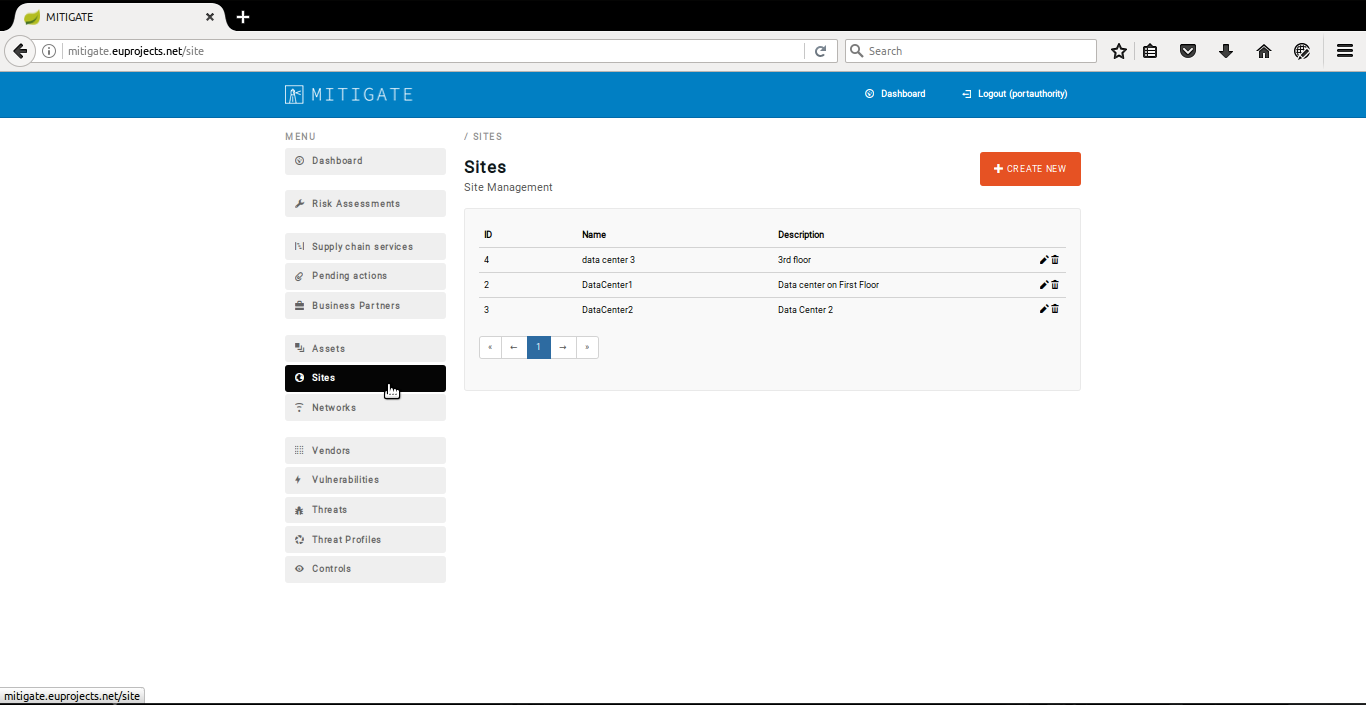 MITIGATE
mitigate.euprojects.net/site
Search
MITIGATE
Dashboard
Logout (portauthority)
MENU
Dashboard
Risk Assessments
Supply chain services
Pending actions
Business Partners
Assets
Sites
Networks
Vendors
Vulnerabilities
Threats
Threat Profiles
Controls
/ SITES
Sites
Site Management
+ CREATE NEW
ID Name Description
4 data center 3 3rd floor
2 DataCenter1 Data center on First Floor
3 DataCenter2 Data Center 2
« ← 1 → »
mitigate.euprojects.net/site